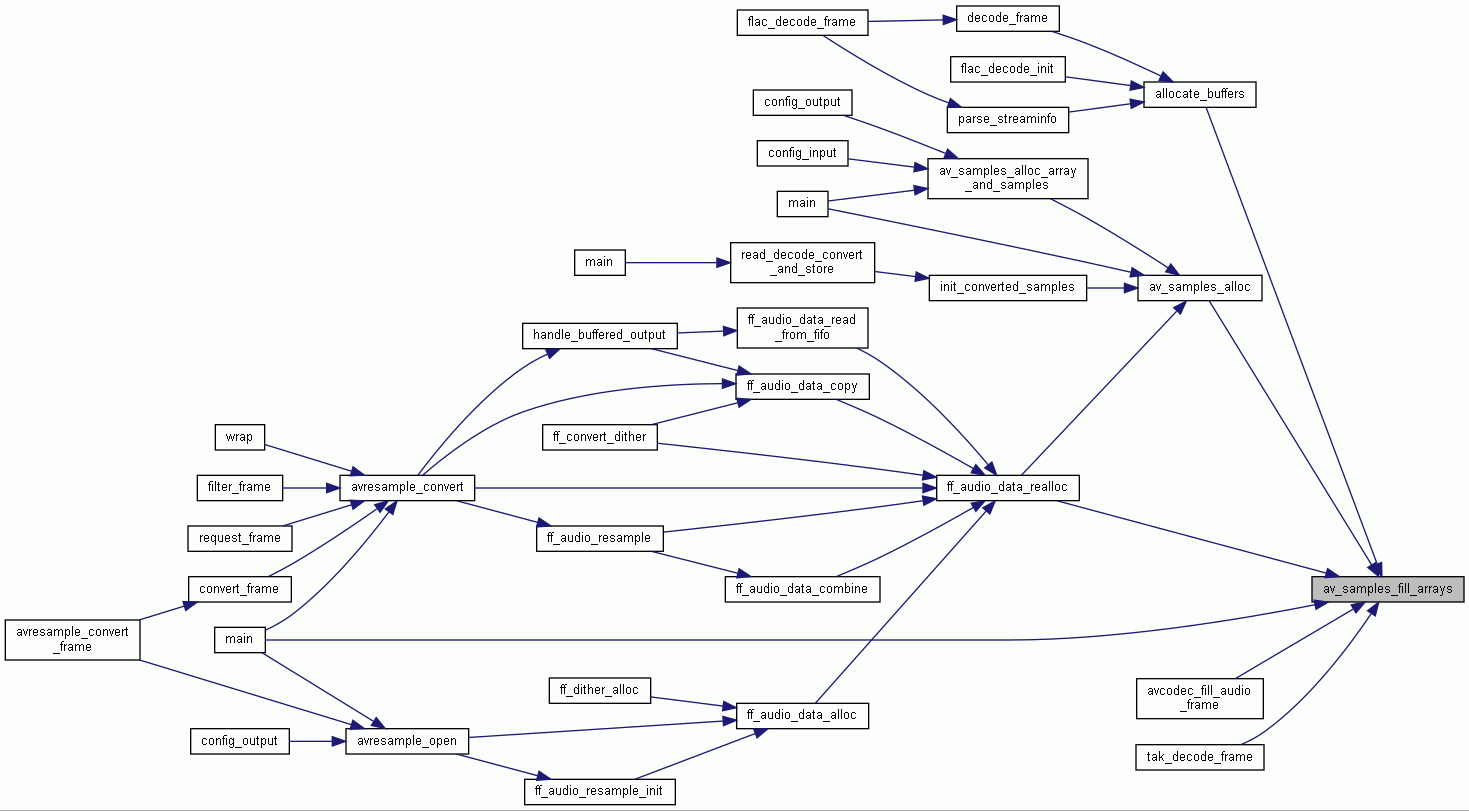 flac_decode_frame
decode_frame
flac_decode_init
allocate_buffers
config_output
parse_streaminfo
config_input
av_samples_alloc_array
_and_samples
main
main
read_decode_convert
_and_store
init_converted_samples
av_samples_alloc
handle_buffered_output
ff_audio_data_read
_from_fifo
ff_audio_data_copy
wrap
ff_convert_dither
filter_frame
avresample_convert
ff_audio_data_realloc
request_frame
ff_audio_resample
convert_frame
ff_audio_data_combine
av_samples_fill_arrays
avresample_convert
_frame
main
ff_dither_alloc
avcodec_fill_audio
_frame
ff_audio_data_alloc
config_output
avresample_open
tak_decode_frame
ff_audio_resample_init